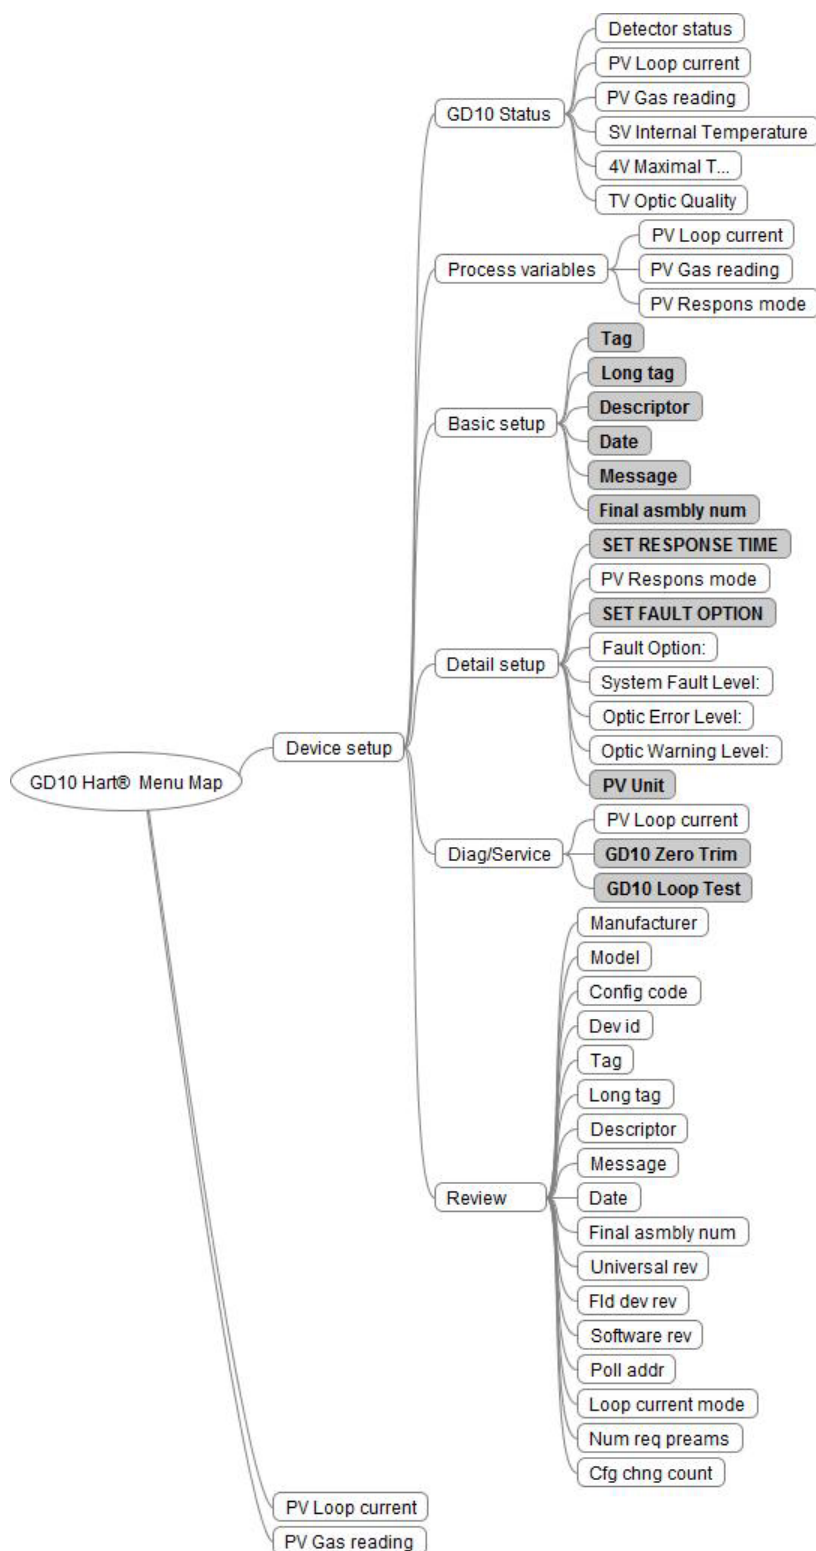 Detector status
PV Loop current
PV Gas reading
GD10 Status
SV Internal Temperature
4V Maximal T...
TV Optic Quality
PV Loop current
Process variables
PV Gas reading
PV Respons mode
Tag
Long tag
Descriptor
Basic setup
Date
Message
Final asmbly num
SET RESPONSE TIME
PV Respons mode
SET FAULT OPTION
Fault Option:
Detail setup
System Fault Level:
Optic Error Level:
Device setup
Optic Warning Level:
GD10 Hart® Menu Map
PV Unit
PV Loop current
Diag/Service
GD10 Zero Trim
GD10 Loop Test
Manufacturer
Model
Config code
Dev id
Tag
Long tag
Descriptor
Message
Review
Date
Final asmbly num
Universal rev
Fld dev rev
Software rev
Poll addr
Loop current mode
Num req preams
Cfg chng count
PV Loop current
PV Gas reading